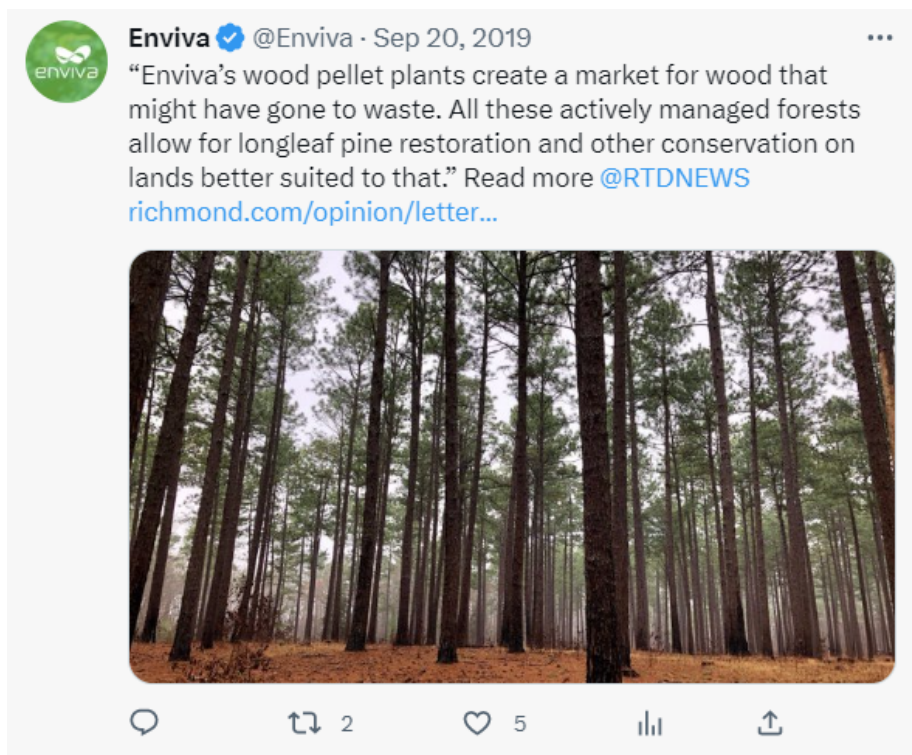 Enviva @Enviva · Sep 20, 2019
enviva
“Enviva’s wood pellet plants create a market for wood that
might have gone to waste. All these actively managed forests
allow for longleaf pine restoration and other conservation on
lands better suited to that.” Read more @RTDNEWS
richmond.com/opinion/letter...
2 5